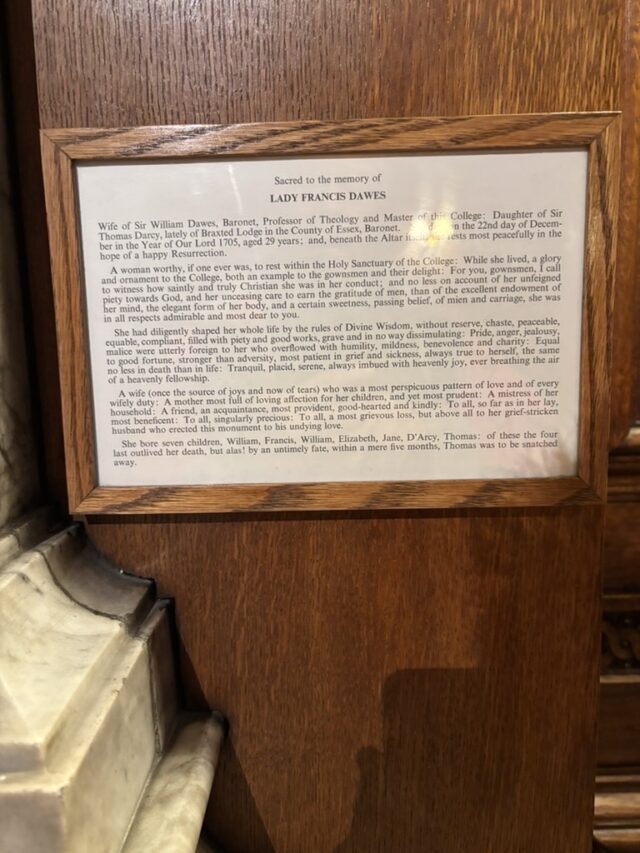 Sacred to the memory of
LADY FRANCIS DAWES
Wife of Sir William Dawes, Baronet, Professor of Theology and Master of this College: Daughter of Sir
Thomas Darcy, lately of Braxted Lodge in the County of Essex, Baronet. on the 22nd day of Decem-
ber in the Year of Our Lord 1705, aged 29 years; and, beneath the Altar rests most peacefully in the
hope of a happy Resurrection.
A woman worthy, if one ever was, to rest within the Holy Sanctuary of the College: While she lived, a glory
and ornament to the College, both an example to the gownsmen and their delight: For you, gownsmen, I call
to witness how saintly and truly Christian she was in her conduct; and no less on account of her unfeigned
piety towards God, and her unceasing care to earn the gratitude of men, than of the excellent endowment of
her mind, the elegant form of her body, and a certain sweetness, passing belief, of mien and carriage, she was
in all respects admirable and most dear to you.
She had diligently shaped her whole life by the rules of Divine Wisdom, without reserve, chaste, peaceable,
equable, compliant, filled with piety and good works, grave and in no way dissimulating: Pride, anger, jealousy,
malice were utterly foreign to her who overflowed with humility, mildness, benevolence and charity: Equal
to good fortune, stronger than adversity, most patient in grief and sickness, always true to herself, the same
no less in death than in life: Tranquil, placid, serene, always imbued with heavenly joy, ever breathing the air
of a heavenly fellowship.
A wife (once the source of joys and now of tears) who was a most perspicuous pattern of love and of every
wifely duty: A mother most full of loving affection for her children, and yet most prudent: A mistress of her
household: A friend, an acquaintance, most provident, good-hearted and kindly: To all, so far as in her lay,
most beneficent: To all, singularly precious: To all, a most grievous loss, but above all to her grief-stricken
husband who erected this monument to his undying love.
She bore seven children, William, Francis, William, Elizabeth, Jane, D'Arcy, Thomas: of these the four
last outlived her death, but alas! by an untimely fate, within a mere five months, Thomas was to be snatched
away.